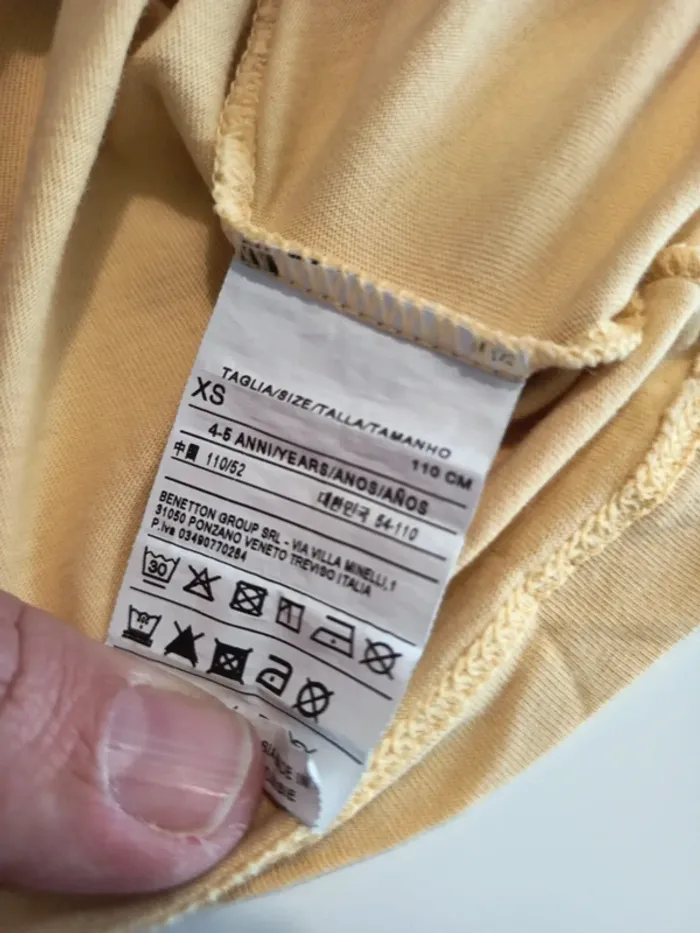 TAGLIA/SIZE/TALLA/TAMANHO
XS
110 CM
4-5 ANNI/YEARS/ANOS/AÑOS
中國 110/52
대한민국 54-110
BENETTON GROUP SRL - VIA VILLA MINELLI,1
31050 PONZANO VENETO TREVISO ITALIA
P.Iva 03490770264
30